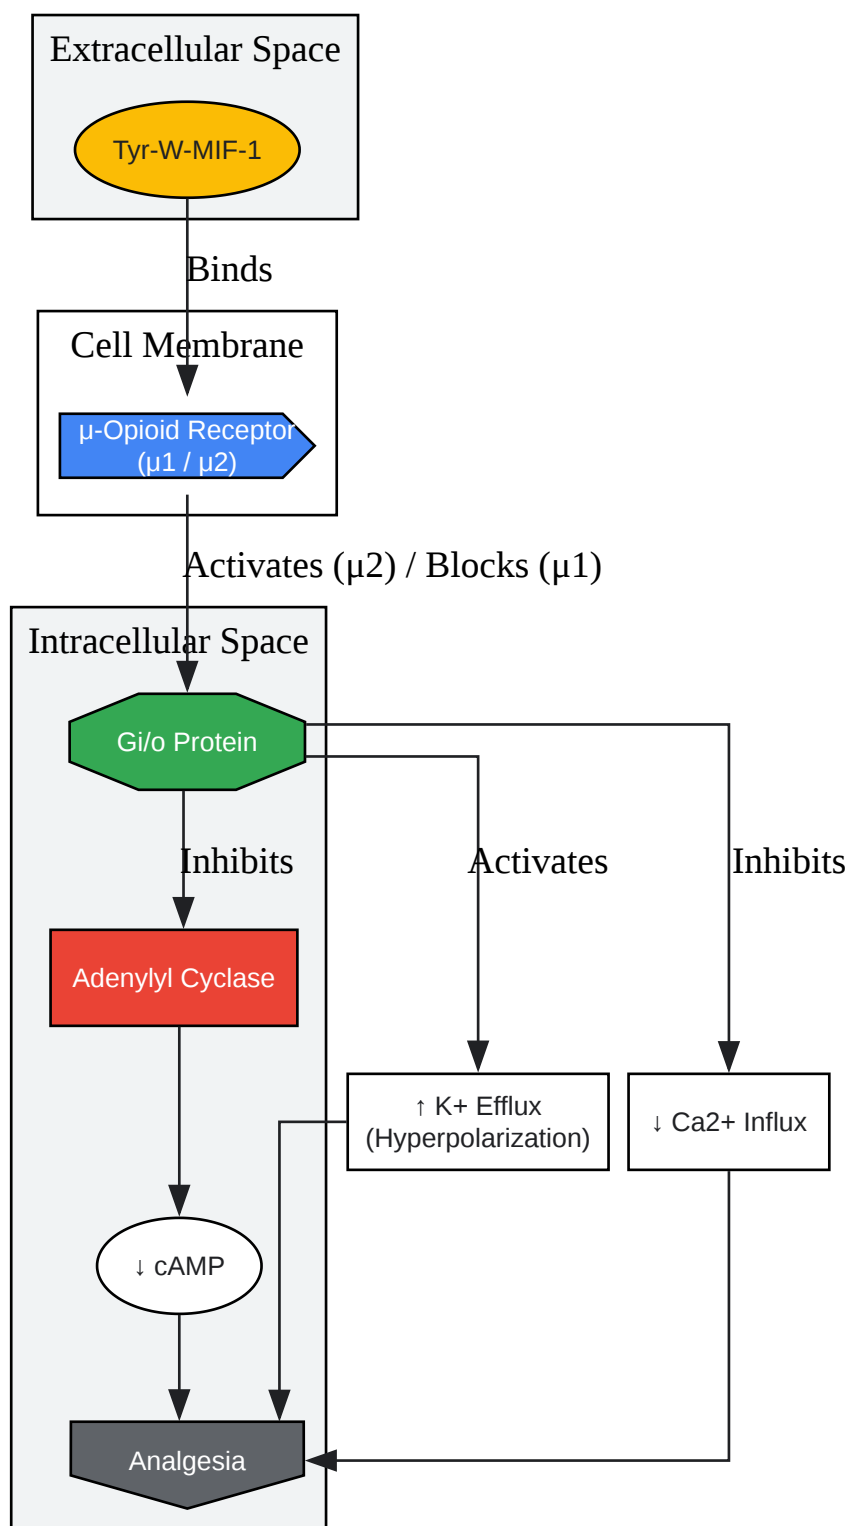 Extracellular Space
Tyr-W-MIF-1
Binds
Cell Membrane
μ-Opioid Receptor
(μ1 / μ2)
Activates (μ2) / Blocks (μ1)
Intracellular Space
Gi/o Protein
Inhibits
Activates
Inhibits
Adenylyl Cyclase
↑ K+ Efflux
(Hyperpolarization)
↓ Ca2+ Influx
↓ cAMP
Analgesia